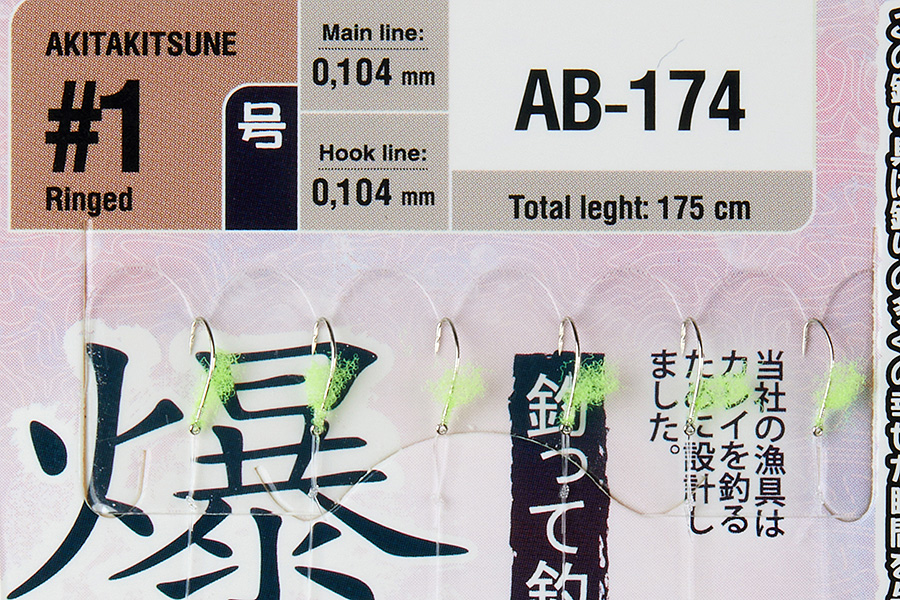 AKITAKITSUNE
#1
Ringed
号
Main line:
0,104 mm
Hook line:
0,104 mm
AB-174
Total leght: 175 cm
爆
釣って釣
当社の漁具は
カレイを釣る
ために設計し
ました。